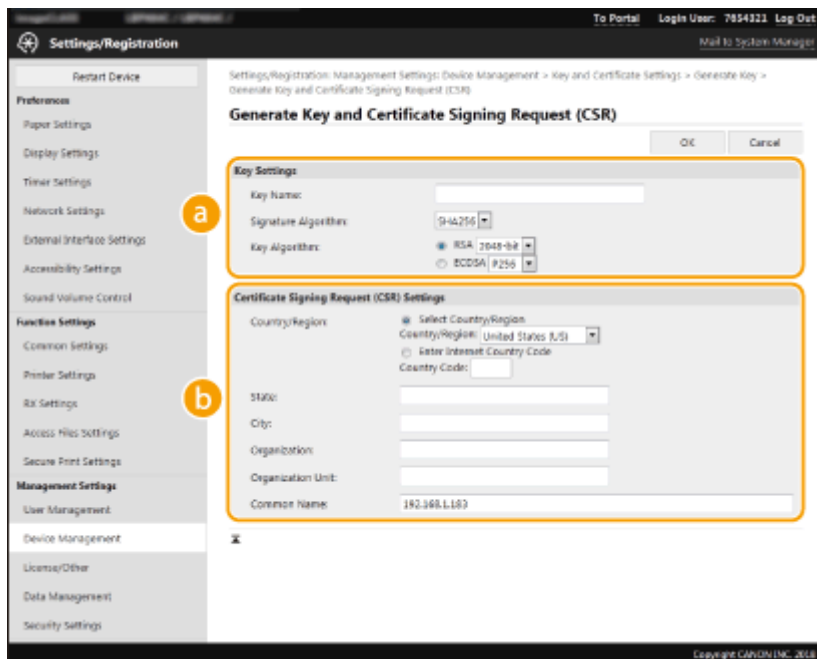 To Portal Login User: 7654321 Log Out
Settings/Registration
Mail to System Manager
Restart Device
Preferences
Paper Settings
Display Settings
Timer Settings
Network Settings
External Interface Settings
Accessibility Settings
Sound Volume Control
Function Settings
Common Settings
Printer Settings
RX Settings
Access Files Settings
Secure Print Settings
Management Settings
User Management
Device Management
License/Other
Data Management
Security Settings
Settings/Registration: Management Settings: Device Management > Key and Certificate Settings > Generate Key >
Generate Key and Certificate Signing Request (CSR)
Generate Key and Certificate Signing Request (CSR)
OK Cancel
a
Key Settings
Key Name:
Signature Algorithm: SHA256
Key Algorithm: RSA 2048-bit
ECDSA P256
b
Certificate Signing Request (CSR) Settings
Country/Region: Select Country/Region
Country/Region: United States (US)
Enter Internet Country Code
Country Code:
State:
City:
Organization:
Organization Unit:
Common Name: 192.168.1.183
Copyright CANON INC. 2018